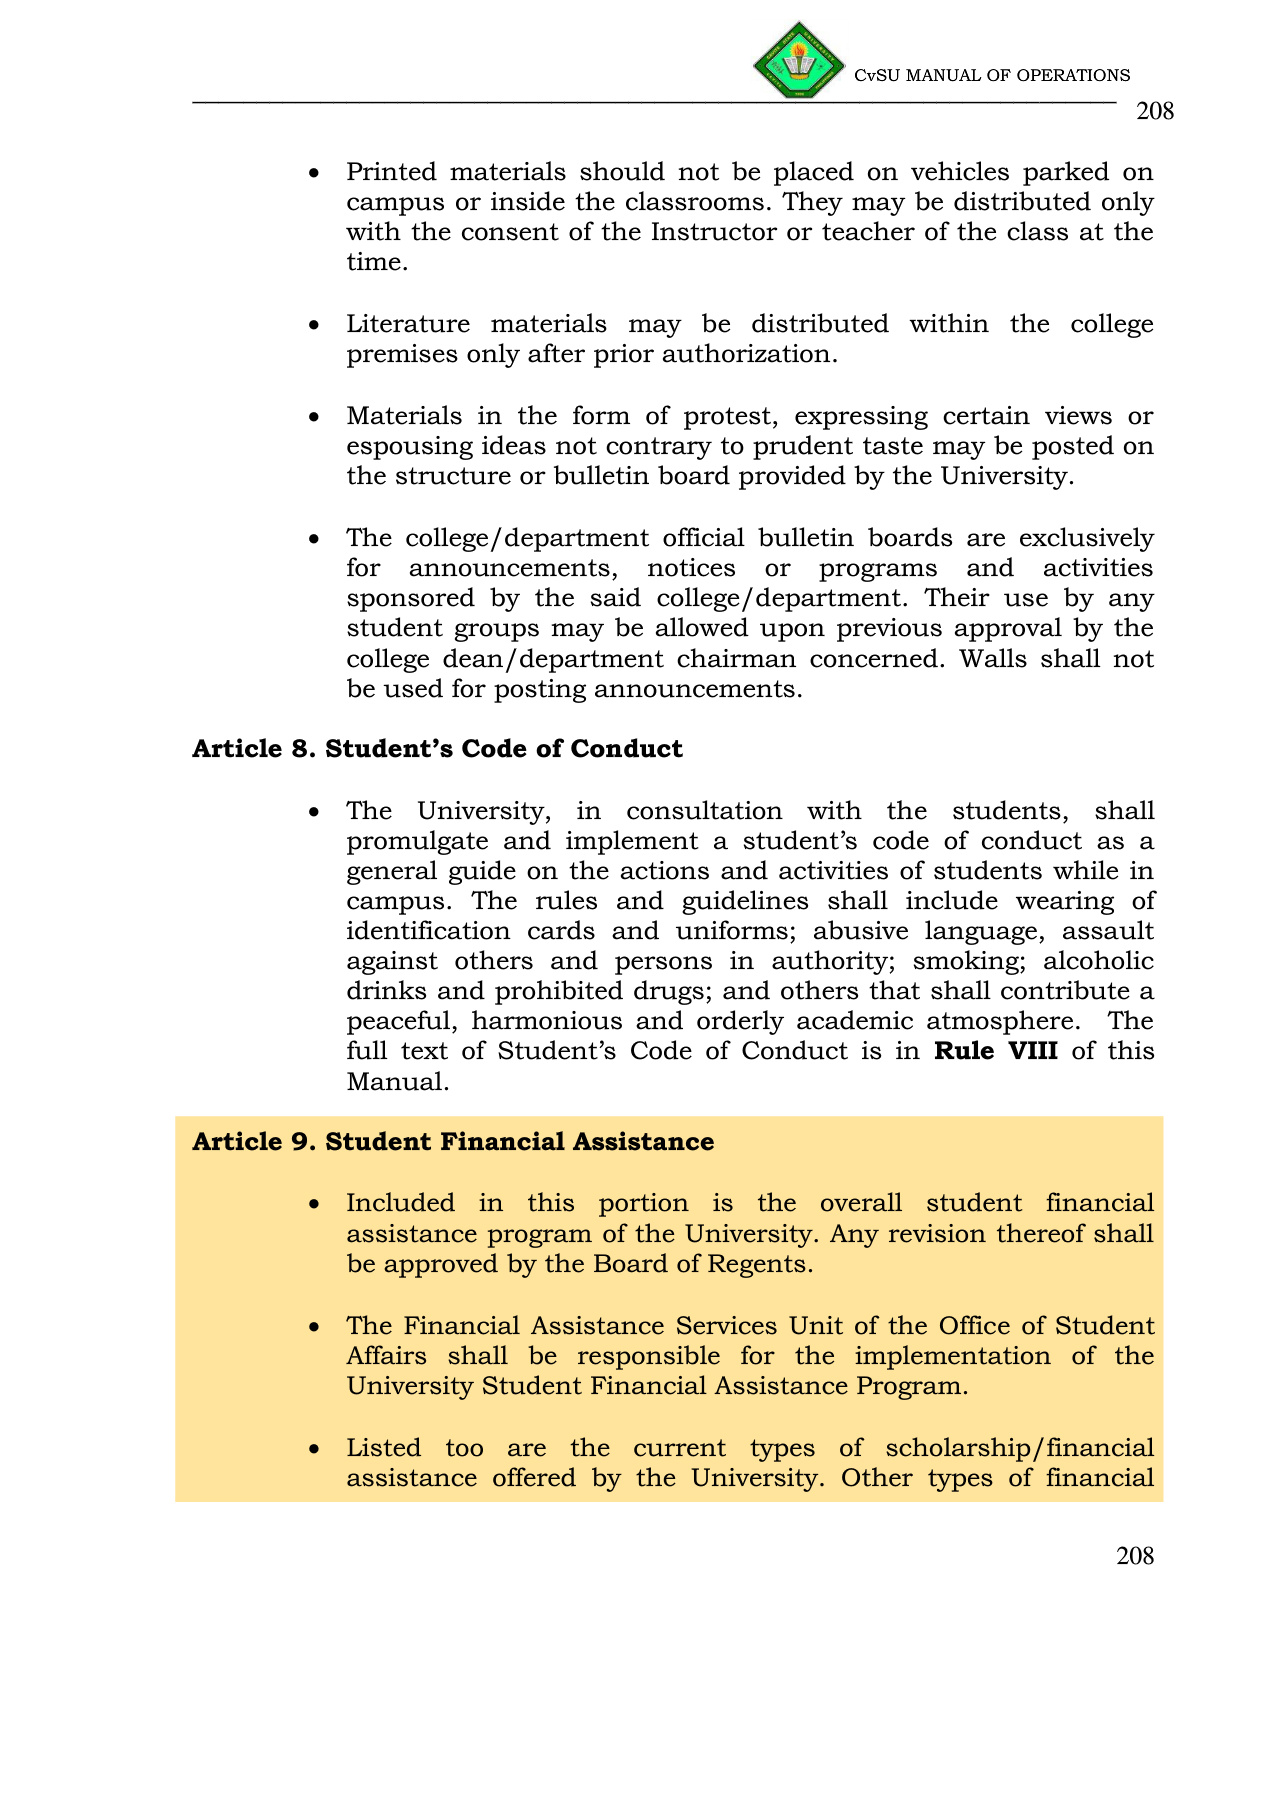 CvSU MANUAL OF OPERATIONS
208
• Printed materials should not be placed on vehicles parked on
campus or inside the classrooms. They may be distributed only
with the consent of the Instructor or teacher of the class at the
time.
• Literature materials may be distributed within the college
premises only after prior authorization.
• Materials in the form of protest, expressing certain views or
espousing ideas not contrary to prudent taste may be posted on
the structure or bulletin board provided by the University.
• The college/department official bulletin boards are exclusively
for announcements, notices or programs and activities
sponsored by the said college/department. Their use by any
student groups may be allowed upon previous approval by the
college dean/department chairman concerned. Walls shall not
be used for posting announcements.
Article 8. Student’s Code of Conduct
• The University, in consultation with the students, shall
promulgate and implement a student’s code of conduct as a
general guide on the actions and activities of students while in
campus. The rules and guidelines shall include wearing of
identification cards and uniforms; abusive language, assault
against others and persons in authority; smoking; alcoholic
drinks and prohibited drugs; and others that shall contribute a
peaceful, harmonious and orderly academic atmosphere. The
full text of Student’s Code of Conduct is in Rule VIII of this
Manual.
Article 9. Student Financial Assistance
• Included in this portion is the overall student financial
assistance program of the University. Any revision thereof shall
be approved by the Board of Regents.
• The Financial Assistance Services Unit of the Office of Student
Affairs shall be responsible for the implementation of the
University Student Financial Assistance Program.
• Listed too are the current types of scholarship/financial
assistance offered by the University. Other types of financial
208